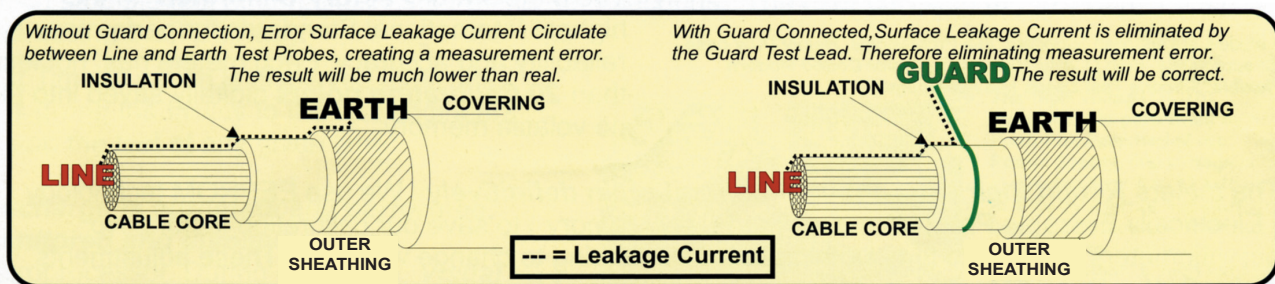 Without Guard Connection, Error Surface Leakage Current Circulate
between Line and Earth Test Probes, creating a measurement error.
The result will be much lower than real.
INSULATION
EARTH
COVERING
LINE
CABLE CORE
OUTER
SHEATHING
With Guard Connected,Surface Leakage Current is eliminated by
the Guard Test Lead. Therefore eliminating measurement error.
GUARD The result will be correct.
INSULATION
EARTH
COVERING
LINE
CABLE CORE
OUTER
SHEATHING
--- = Leakage Current